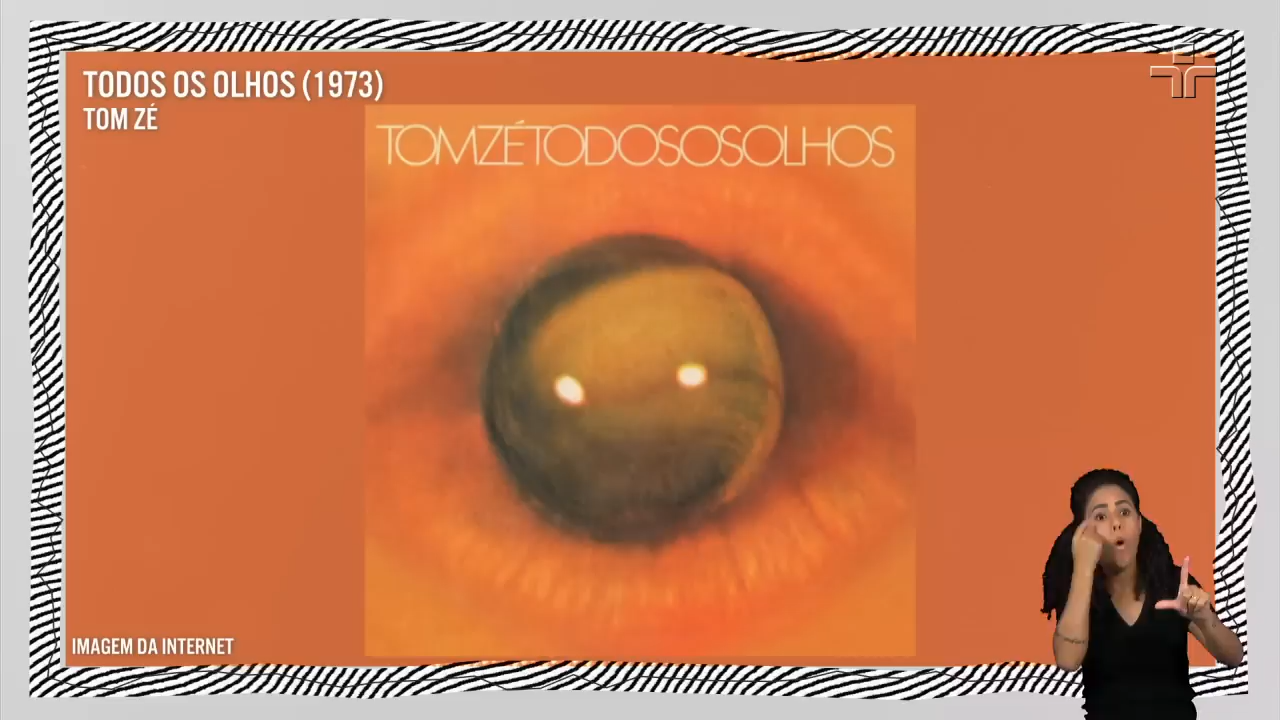 TODOS OS OLHOS (1973)
TOM ZÉ
TOMZÉTODOSOSOLHOS
IMAGEM DA INTERNET